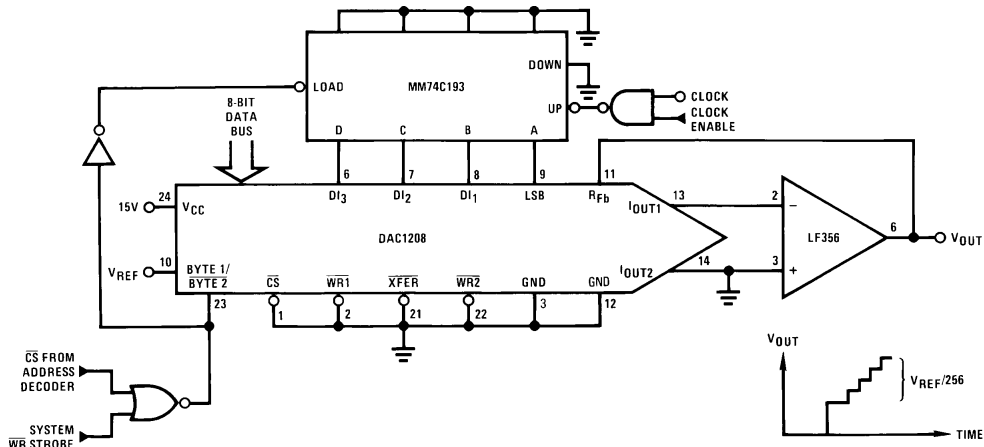 LOAD
MM74C193
DOWN
UP
CLOCK
CLOCK
ENABLE
8-BIT
DATA
BUS
D C B A
6 7 8 9 11
DI3 DI2 DI1 LSB RFb
24
15V
VCC
DAC1208
IOUT1
13
2
−
LF356
6
VOUT
10
VREF
BYTE 1/
BYTE 2
IOUT2
14
3
+
CS WR1 XFER WR2 GND GND
23
1 2 21 22 3 12
CS FROM
ADDRESS
DECODER
SYSTEM
WR STROBE
VOUT
VREF/256
TIME